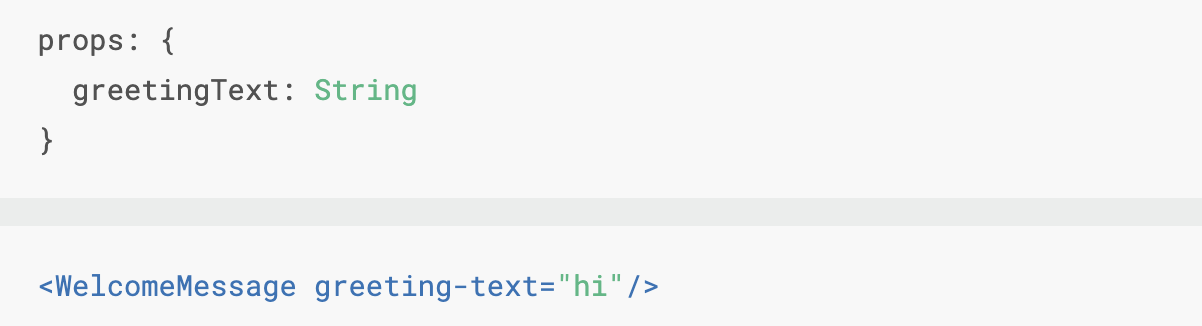 props: {
  greetingText: String
}
<WelcomeMessage greeting-text="hi"/>